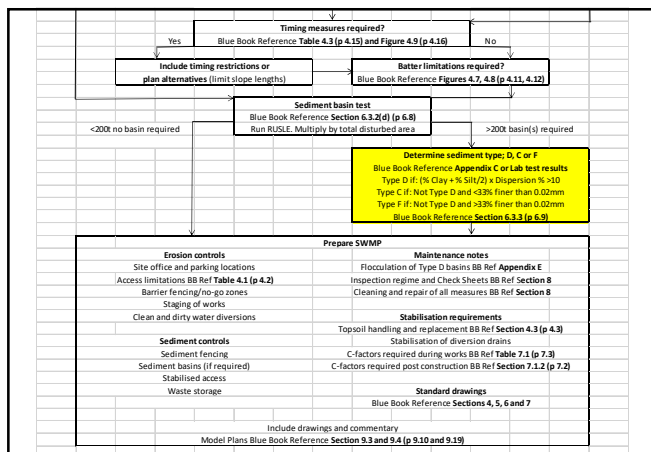 Timing measures required?
Blue Book Reference Table 4.3 (p 4.15) and Figure 4.9 (p 4.16)
Yes
No
Include timing restrictions or
plan alternatives (limit slope lengths)
Batter limitations required?
Blue Book Reference Figures 4.7, 4.8 (p 4.11, 4.12)
Sediment basin test
Blue Book Reference Section 6.3.2(d) (p 6.8)
Run RUSLE. Multiply by total disturbed area
<200t no basin required
>200t basin(s) required
Determine sediment type; D, C or F
Blue Book Reference Appendix C or Lab test results
Type D if: (% Clay + % Silt/2) x Dispersion % >10
Type C if: Not Type D and <33% finer than 0.02mm
Type F if: Not Type D and >33% finer than 0.02mm
Blue Book Reference Section 6.3.3 (p 6.9)
Prepare SWMP
Erosion controls
Site office and parking locations
Access limitations BB Ref Table 4.1 (p 4.2)
Barrier fencing/no-go zones
Staging of works
Clean and dirty water diversions
Sediment controls
Sediment fencing
Sediment basins (if required)
Stabilised access
Waste storage
Maintenance notes
Flocculation of Type D basins BB Ref Appendix E
Inspection regime and Check Sheets BB Ref Section 8
Cleaning and repair of all measures BB Ref Section 8
Stabilisation requirements
Topsoil handling and replacement BB Ref Section 4.3 (p 4.3)
Stabilisation of diversion drains
C-factors required during works BB Ref Table 7.1 (p 7.3)
C-factors required post construction BB Ref Section 7.1.2 (p 7.2)
Standard drawings
Blue Book Reference Sections 4, 5, 6 and 7
Include drawings and commentary
Model Plans Blue Book Reference Section 9.3 and 9.4 (p 9.10 and 9.19)